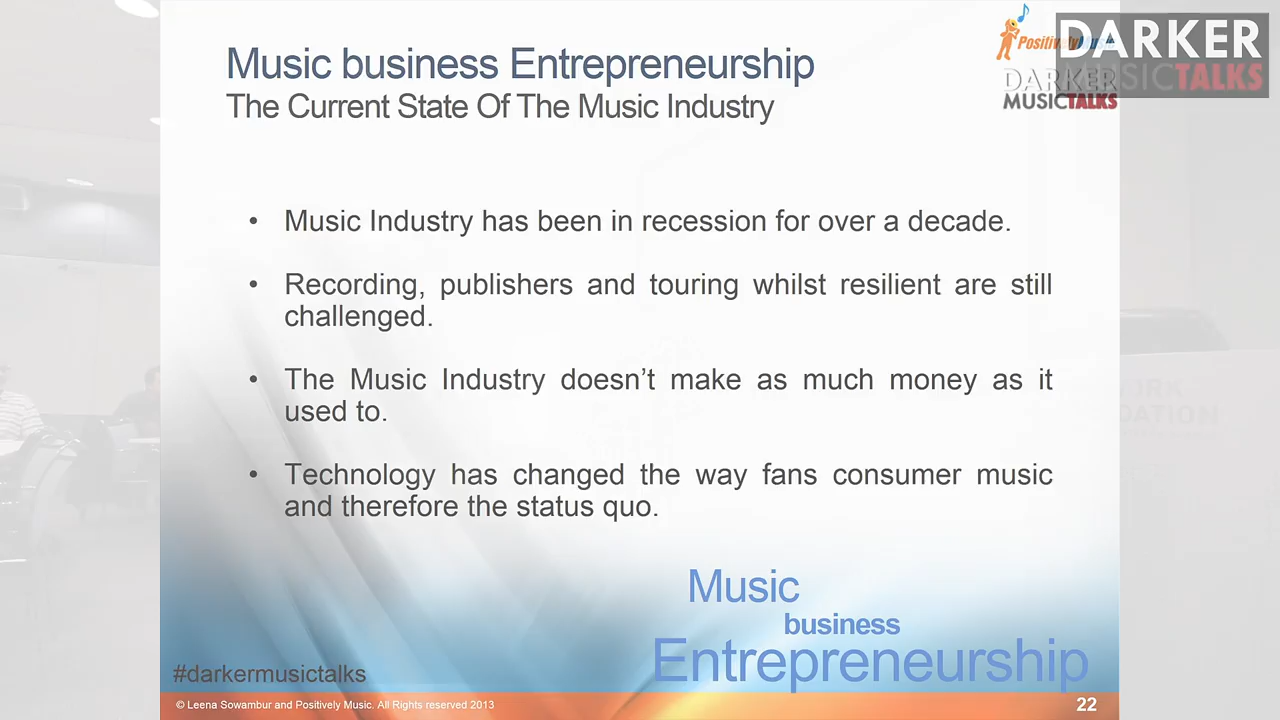 Music business Entrepreneurship
The Current State Of The Music Industry
DARKER
MUSICTALKS
DARKER
MUSICTALKS
• Music Industry has been in recession for over a decade.
• Recording, publishers and touring whilst resilient are still
challenged.
• The Music Industry doesn’t make as much money as it
used to.
• Technology has changed the way fans consumer music
and therefore the status quo.
Music
business
Entrepreneurship
#darkermusictalks
© Leena Sowambur and Positively Music. All Rights reserved 2013
22